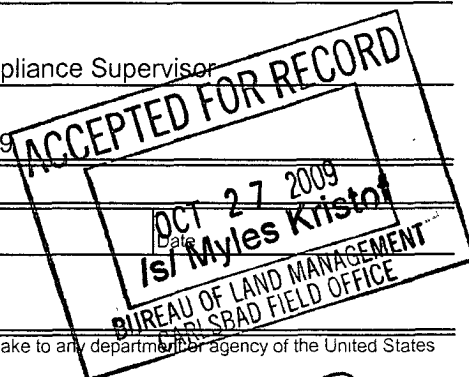 pliance Supervisor
9
ACCEPTED FOR RECORD
OCT 27 2009
Date
/s/ Myles Kristof
BUREAU OF LAND MANAGEMENT
CARLSBAD FIELD OFFICE
ake to any department or agency of the United States